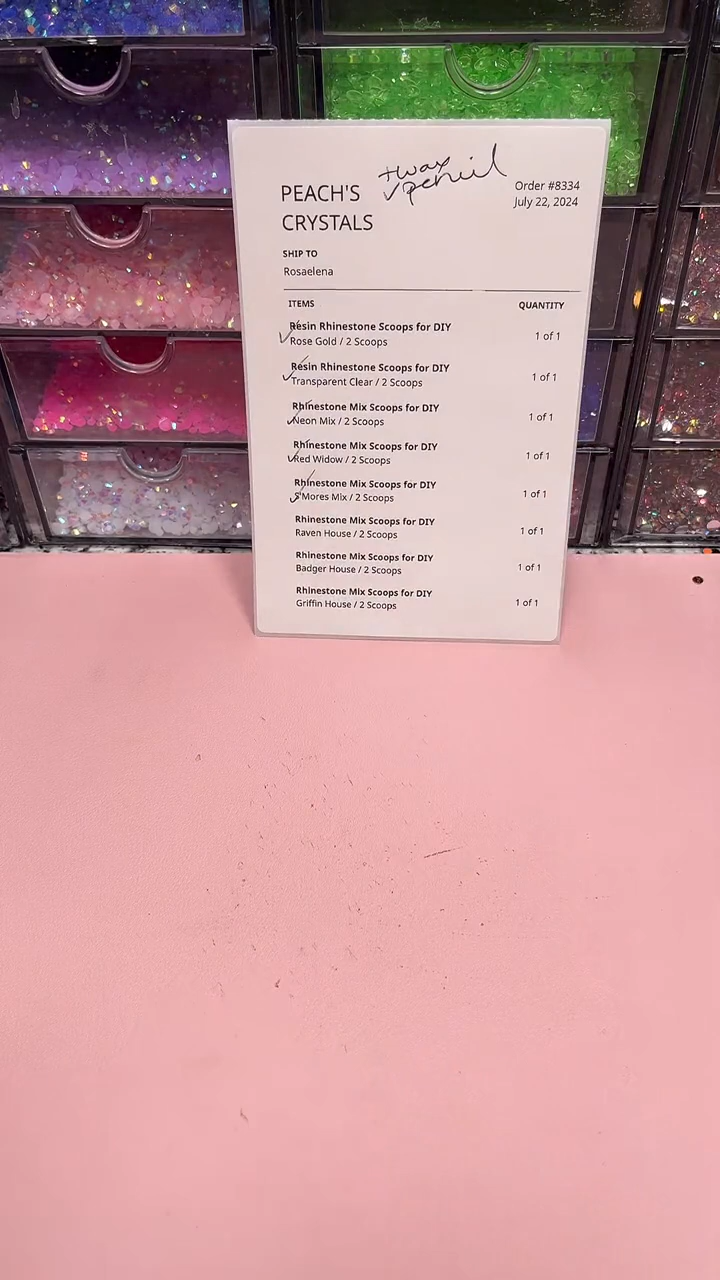 +wax
✓pencil
PEACH'S
CRYSTALS
Order #8334
July 22, 2024
SHIP TO
Rosaelena
ITEMS QUANTITY
Resin Rhinestone Scoops for DIY
Rose Gold / 2 Scoops 1 of 1
Resin Rhinestone Scoops for DIY
Transparent Clear / 2 Scoops 1 of 1
Rhinestone Mix Scoops for DIY
Neon Mix / 2 Scoops 1 of 1
Rhinestone Mix Scoops for DIY
Red Widow / 2 Scoops 1 of 1
Rhinestone Mix Scoops for DIY
S'Mores Mix / 2 Scoops 1 of 1
Rhinestone Mix Scoops for DIY
Raven House / 2 Scoops 1 of 1
Rhinestone Mix Scoops for DIY
Badger House / 2 Scoops 1 of 1
Rhinestone Mix Scoops for DIY
Griffin House / 2 Scoops 1 of 1